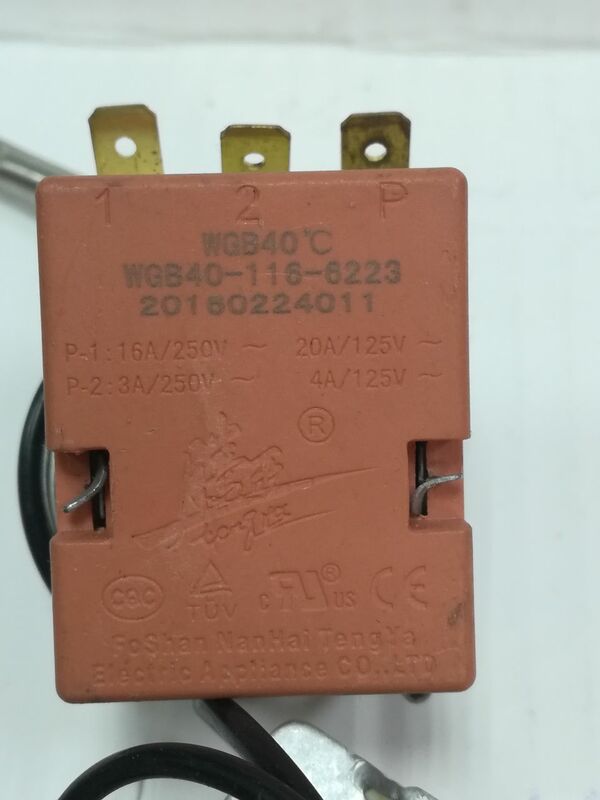 1 2 P
WGB40℃
WGB40-116-6223
20160224011
P-1:16A/250V ~ 20A/125V ~
P-2:3A/250V ~ 4A/125V ~
®
CQC TÜV c RU ® US CE
FoShan NanHai TengYa
Electric Appliance CO.,LTD